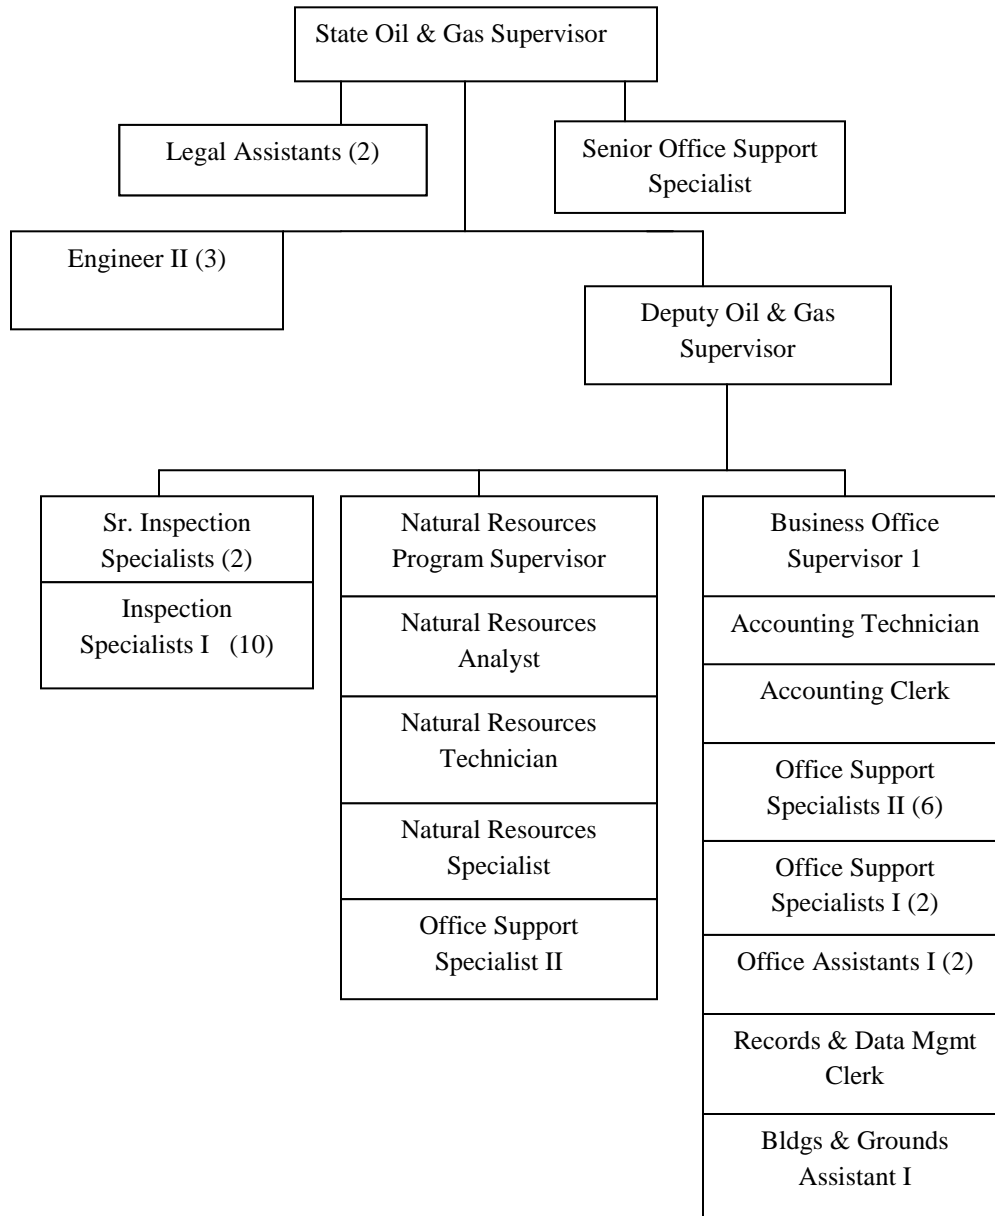 State Oil & Gas Supervisor
Legal Assistants (2)
Senior Office Support
Specialist
Engineer II (3)
Deputy Oil & Gas
Supervisor
Sr. Inspection
Specialists (2)
Inspection
Specialists I (10)
Natural Resources
Program Supervisor
Natural Resources
Analyst
Natural Resources
Technician
Natural Resources
Specialist
Office Support
Specialist II
Business Office
Supervisor 1
Accounting Technician
Accounting Clerk
Office Support
Specialists II (6)
Office Support
Specialists I (2)
Office Assistants I (2)
Records & Data Mgmt
Clerk
Bldgs & Grounds
Assistant I